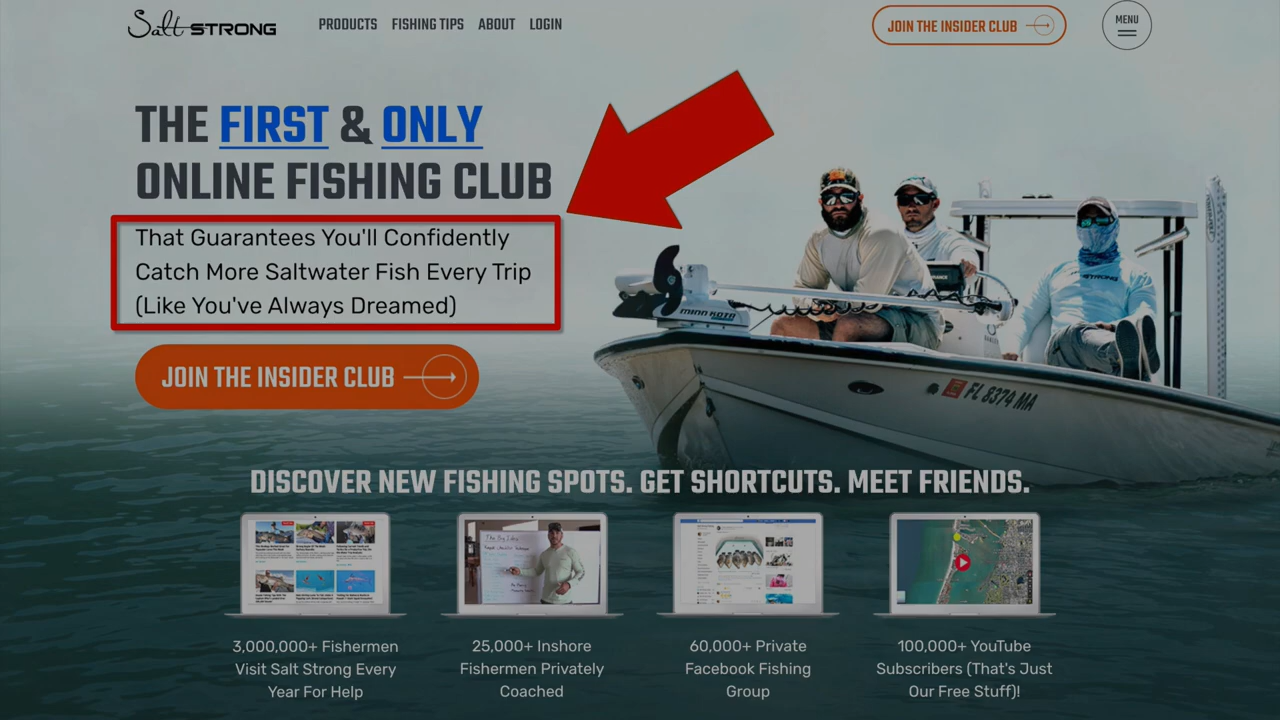 Salt STRONG
PRODUCTS FISHING TIPS ABOUT LOGIN
JOIN THE INSIDER CLUB
MENU
THE FIRST & ONLY
ONLINE FISHING CLUB
That Guarantees You'll Confidently
Catch More Saltwater Fish Every Trip
(Like You've Always Dreamed)
JOIN THE INSIDER CLUB
MINN KOTA
STRONG
FL 8374 MA
DISCOVER NEW FISHING SPOTS. GET SHORTCUTS. MEET FRIENDS.
3,000,000+ Fishermen
Visit Salt Strong Every
Year For Help
25,000+ Inshore
Fishermen Privately
Coached
60,000+ Private
Facebook Fishing
Group
100,000+ YouTube
Subscribers (That's Just
Our Free Stuff)!